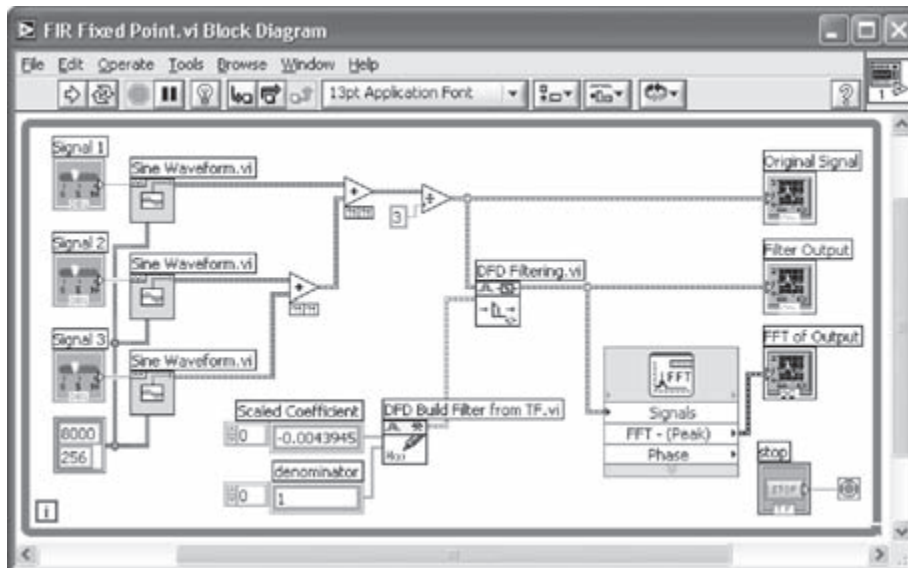 FIR Fixed Point.vi Block Diagram
File Edit Operate Tools Browse Window Help
13pt Application Font
1
Signal 1
Sine Waveform.vi
Original Signal
3
Signal 2
Sine Waveform.vi
DFD Filtering.vi
Filter Output
Signal 3
Sine Waveform.vi
FFT of Output
FFT
Signals
FFT - (Peak)
Phase
8000
256
Scaled Coefficient
0
-0.0043945
DFD Build Filter from TF.vi
H(z)
denominator
0
1
stop
STOP
TF
i